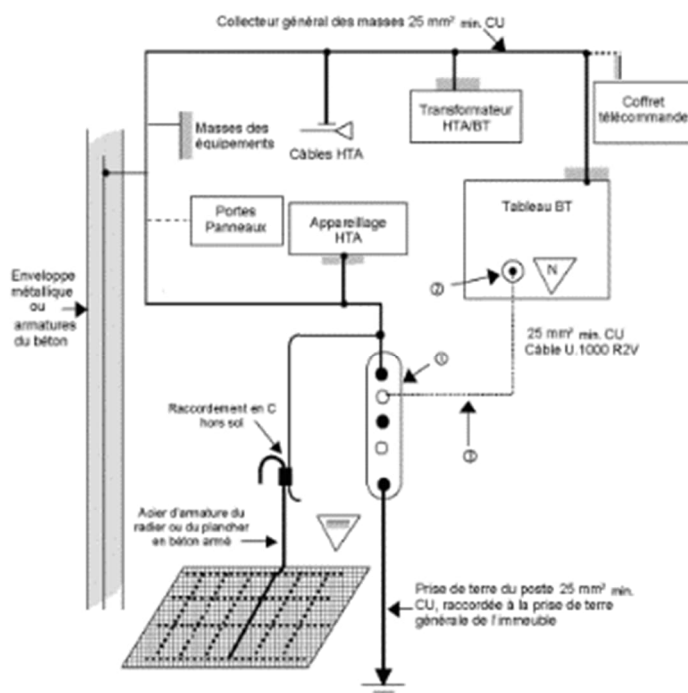 Collecteur général des masses 25 mm² min. CU
Masses des
équipements
Câbles HTA
Transformateur
HTA/BT
Coffret
télécommande
Portes
Panneaux
Appareillage
HTA
Tableau BT
N
②
Enveloppe
métallique
ou
armatures
du béton
25 mm² min. CU
Câble U.1000 R2V
①
③
Raccordement en C
hors sol
Acier d'armature du
radier ou du plancher
en béton armé
Prise de terre du poste 25 mm² min.
CU, raccordée à la prise de terre
générale de l'immeuble